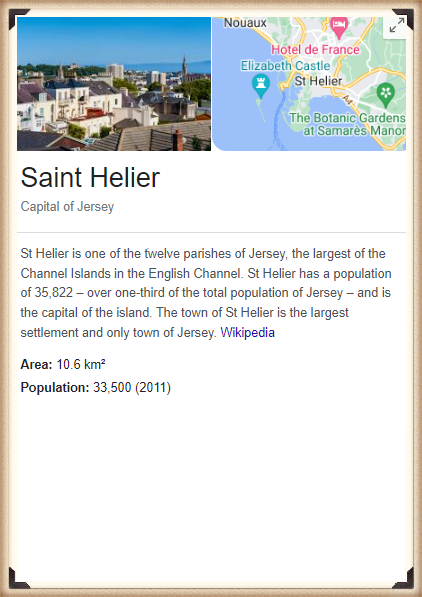 Nouaux
Hotel de France
Elizabeth Castle
St Helier
A4
The Botanic Gardens
at Samarès Manor
Saint Helier
Capital of Jersey
St Helier is one of the twelve parishes of Jersey, the largest of the
Channel Islands in the English Channel. St Helier has a population
of 35,822 – over one-third of the total population of Jersey – and is
the capital of the island. The town of St Helier is the largest
settlement and only town of Jersey. Wikipedia
Area: 10.6 km²
Population: 33,500 (2011)